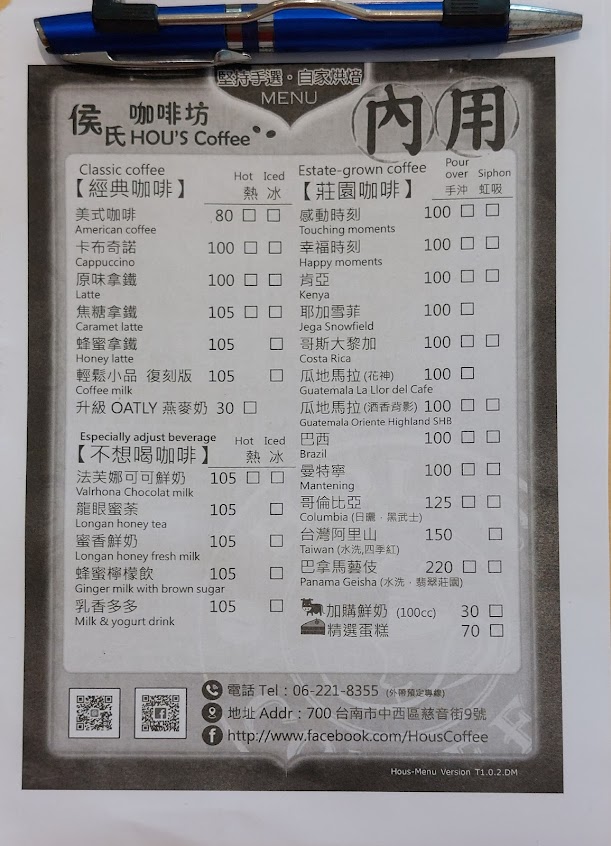 堅持手選・自家烘焙
MENU
侯氏 咖啡坊 HOU'S Coffee
內用
Classic coffee Hot Iced
【經典咖啡】 熱 冰
美式咖啡 80 □ □
American coffee
卡布奇諾 100 □ □
Cappuccino
原味拿鐵 100 □ □
Latte
焦糖拿鐵 105 □ □
Caramet latte
蜂蜜拿鐵 105 □
Honey latte
輕鬆小品 復刻版 105 □
Coffee milk
升級 OATLY 燕麥奶 30 □
Especially adjust beverage Hot Iced
【不想喝咖啡】 熱 冰
法芙娜可可鮮奶 105 □ □
Valrhona Chocolat milk
龍眼蜜茶 105 □
Longan honey tea
蜜香鮮奶 105 □
Longan honey fresh milk
蜂蜜檸檬飲 105 □
Ginger milk with brown sugar
乳香多多 105 □
Milk & yogurt drink
Estate-grown coffee Pour over Siphon
【莊園咖啡】 手沖 虹吸
感動時刻 100 □ □
Touching moments
幸福時刻 100 □ □
Happy moments
肯亞 100 □ □
Kenya
耶加雪菲 100 □
Jega Snowfield
哥斯大黎加 100 □ □
Costa Rica
瓜地馬拉(花神) 100 □
Guatemala La Llor del Cafe
瓜地馬拉(酒香背影) 100 □ □
Guatemala Oriente Highland SHB
巴西 100 □ □
Brazil
曼特寧 100 □ □
Mantening
哥倫比亞 125 □ □
Columbia (日曬・黑武士)
台灣阿里山 150 □
Taiwan (水洗,四季紅)
巴拿馬藝伎 220 □ □
Panama Geisha (水洗・翡翠莊園)
加購鮮奶 (100cc) 30 □
精選蛋糕 70 □
電話 Tel：06-221-8355 (外帶預定專線)
地址 Addr：700 台南市中西區慈音街9號
http://www.facebook.com/HousCoffee
Hous-Menu Version T1.0.2.DM